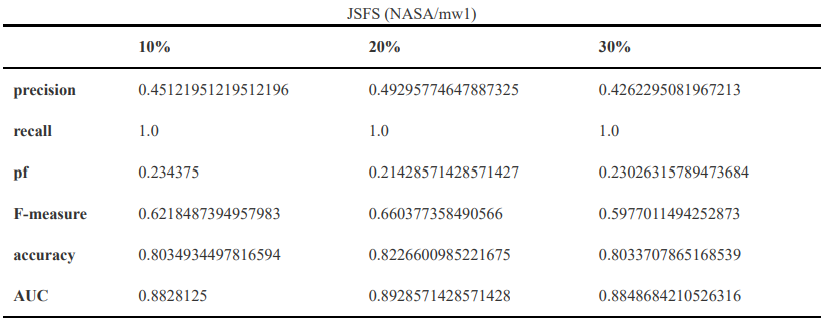 JSFS (NASA/mw1)
10% 20% 30%
precision 0.45121951219512196 0.49295774647887325 0.4262295081967213
recall 1.0 1.0 1.0
pf 0.234375 0.21428571428571427 0.23026315789473684
F-measure 0.6218487394957983 0.660377358490566 0.5977011494252873
accuracy 0.8034934497816594 0.8226600985221675 0.8033707865168539
AUC 0.8828125 0.8928571428571428 0.8848684210526316